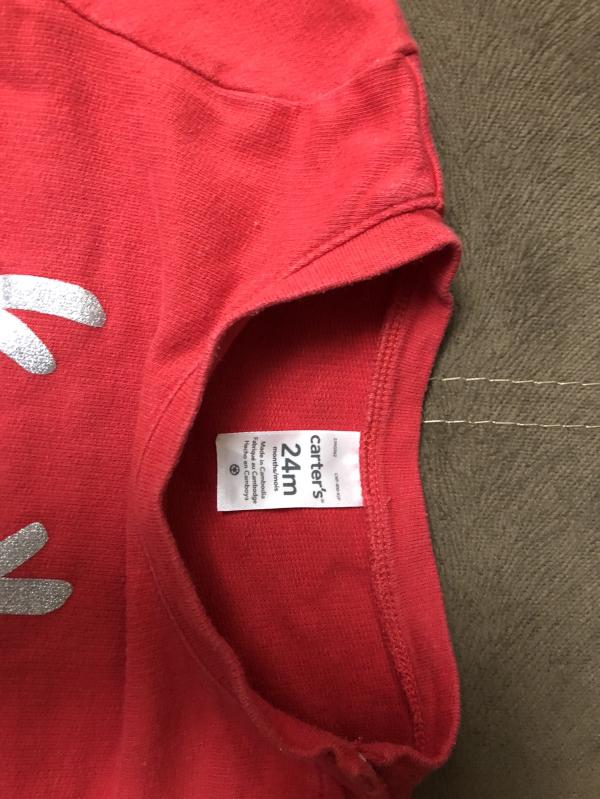 carter's®
24m
months/mois
Made in Cambodia
Fabriqué au Cambodge
Hecho en Camboya